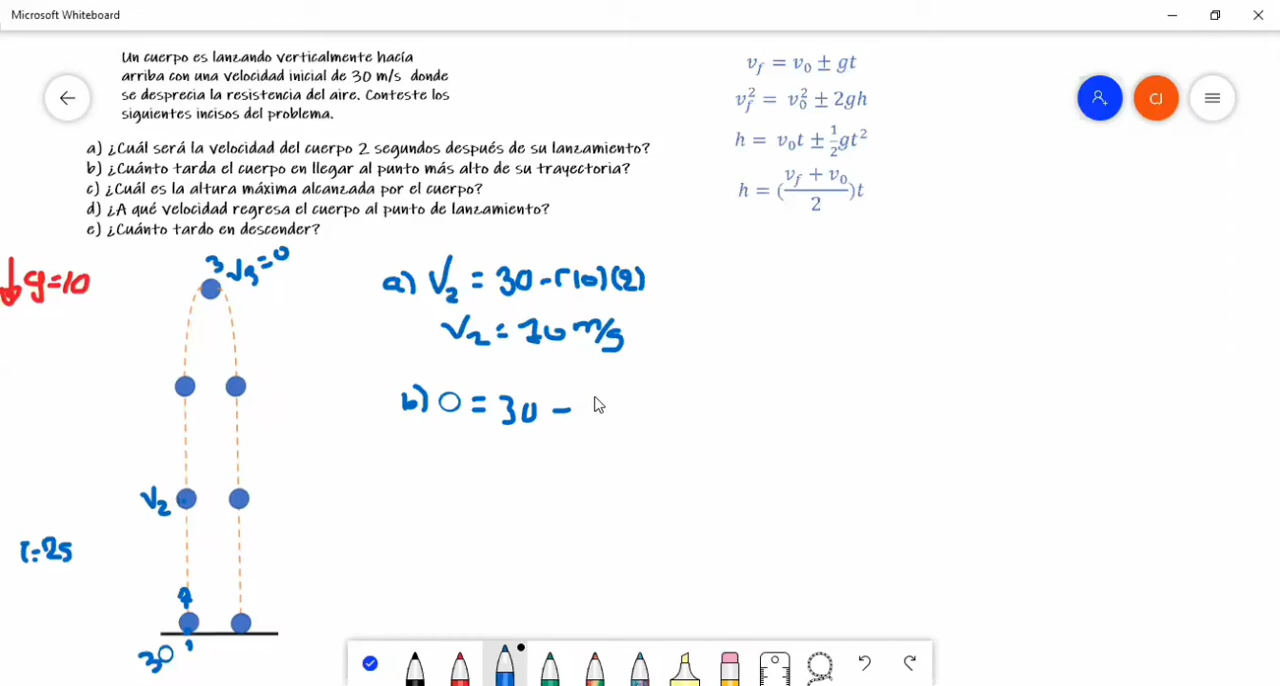 Microsoft Whiteboard
Un cuerpo es lanzando verticalmente hacía
arriba con una velocidad inicial de 30 m/s donde
se desprecia la resistencia del aire. Conteste los
siguientes incisos del problema.
a) ¿Cuál será la velocidad del cuerpo 2 segundos después de su lanzamiento?
b) ¿Cuánto tarda el cuerpo en llegar al punto más alto de su trayectoria?
c) ¿Cuál es la altura máxima alcanzada por el cuerpo?
d) ¿A qué velocidad regresa el cuerpo al punto de lanzamiento?
e) ¿Cuánto tardo en descender?
v_f = v_0 ± gt
v_f^2 = v_0^2 ± 2gh
h = v_0t ± 1/2 gt^2
h = ((v_f + v_0)/2)t
CJ
g=10
3 V3=0
a) V2 = 30 - (10)(2)
V2 = 10 m/s
b) 0 = 30 -
V2
t=2s
30